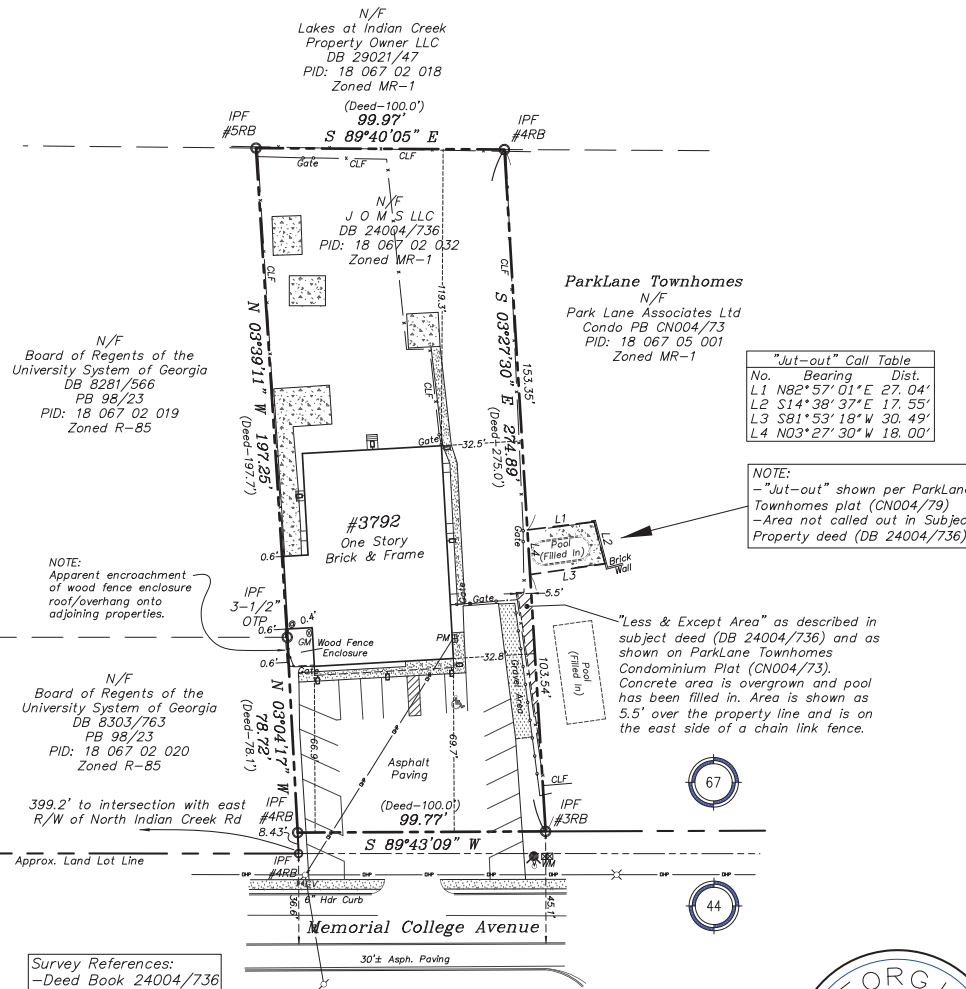 N/F
Lakes at Indian Creek
Property Owner LLC
DB 29021/47
PID: 18 067 02 018
Zoned MR-1
(Deed-100.0')
99.97'
S 89°40'05" E
IPF
#5RB
IPF
#4RB
Gate
CLF
CLF
N/F
J O M S LLC
DB 24004/736
PID: 18 067 02 032
Zoned MR-1
CLF
CLF
119.3'
N 03°39'11" W 197.25'
(Deed-197.7')
S 03°27'30" E 274.89'
(Deed-275.0')
153.35'
ParkLane Townhomes
N/F
Park Lane Associates Ltd
Condo PB CN004/73
PID: 18 067 05 001
Zoned MR-1
N/F
Board of Regents of the
University System of Georgia
DB 8281/566
PB 98/23
PID: 18 067 02 019
Zoned R-85
"Jut-out" Call Table
No. Bearing Dist.
L1 N82°57'01"E 27.04'
L2 S14°38'37"E 17.55'
L3 S81°53'18"W 30.49'
L4 N03°27'30"W 18.00'
CLF
Gate
32.5'
NOTE:
-"Jut-out" shown per ParkLane
Townhomes plat (CN004/79)
-Area not called out in Subject
Property deed (DB 24004/736)
#3792
One Story
Brick & Frame
Gate
L1
L2
L3
L4
Pool
(Filled In)
Brick
Wall
0.6'
NOTE:
Apparent encroachment
of wood fence enclosure
roof/overhang onto
adjoining properties.
IPF
3-1/2"
OTP
0.4'
0.6'
GM
Wood Fence
Enclosure
0.6'
Gate
Gate
5.5'
PM
32.8'
Gravel Area
103.54'
Pool
(Filled In)
"Less & Except Area" as described in
subject deed (DB 24004/736) and as
shown on ParkLane Townhomes
Condominium Plat (CN004/73).
Concrete area is overgrown and pool
has been filled in. Area is shown as
5.5' over the property line and is on
the east side of a chain link fence.
N/F
Board of Regents of the
University System of Georgia
DB 8303/763
PB 98/23
PID: 18 067 02 020
Zoned R-85
N 03°04'17" W
78.72'
(Deed-78.1')
66.9'
69.7'
OHP
Asphalt
Paving
CLF
67
399.2' to intersection with east
R/W of North Indian Creek Rd
IPF
#4RB
8.43'
(Deed-100.0')
99.77'
S 89°43'09" W
IPF
#3RB
Approx. Land Lot Line
IPF
#4RB
WM
OHP
OHP
OHP
OHP
OHP
6" Hdr Curb
36.6'
45.1'
44
Memorial College Avenue
30'± Asph. Paving
Survey References:
-Deed Book 24004/736
ORG